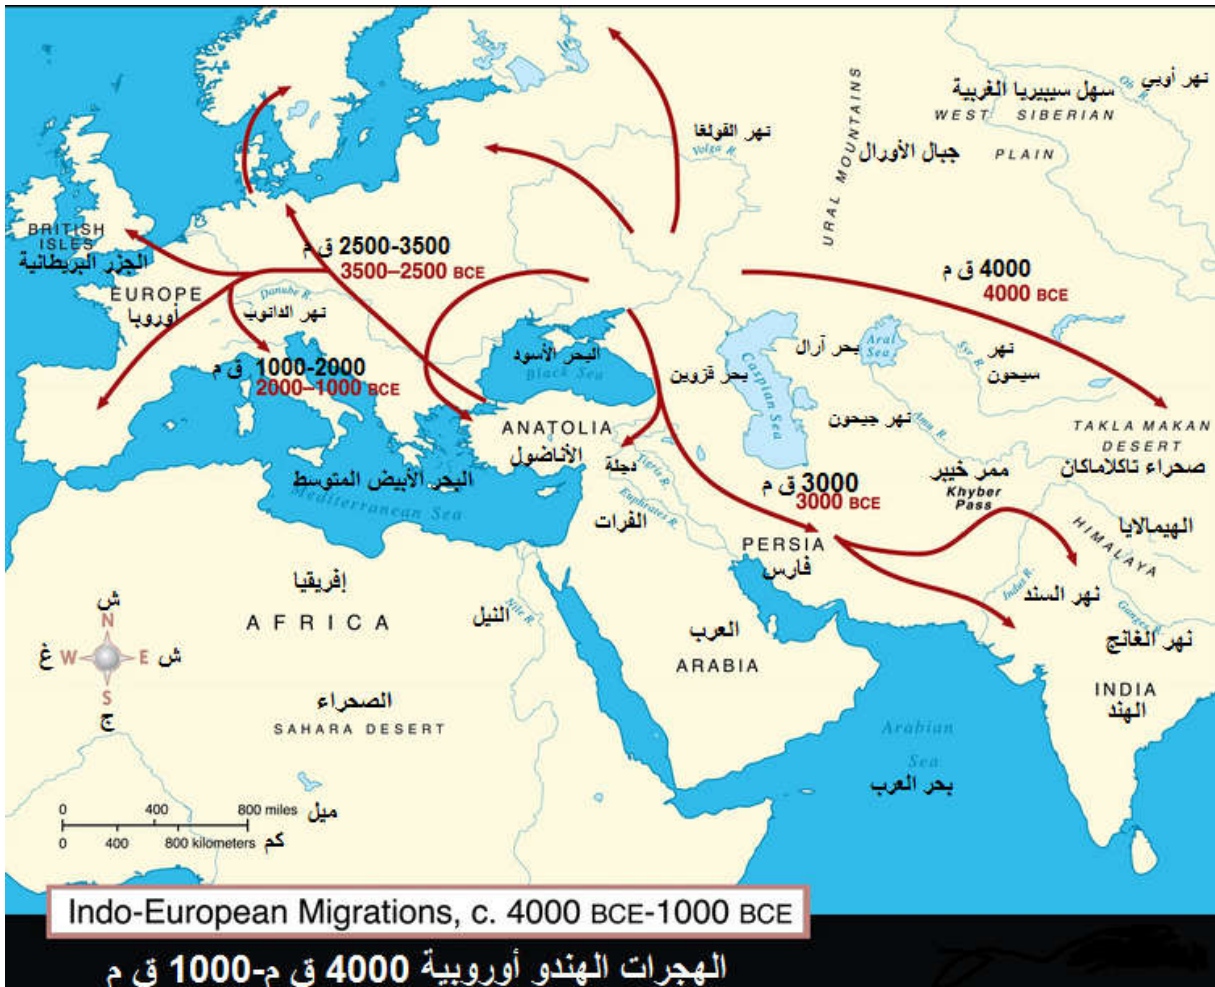 نهر أوبي
Ob R.
سهل سيبيريا الغربية
WEST SIBERIAN
PLAIN
جبال الأورال
URAL MOUNTAINS
نهر الڤولغا
Volga R.
BRITISH
ISLES
الجزر البريطانية
2500-3500 ق م
3500–2500 BCE
4000 ق م
4000 BCE
EUROPE
أوروبا
Danube R.
نهر الدانوب
1000-2000 ق م
2000–1000 BCE
البحر الأسود
Black Sea
بحر قزوين
Caspian Sea
بحر آرال
Aral
Sea
نهر
سيحون
Syr R.
نهر جيحون
Amu R.
TAKLA MAKAN
DESERT
صحراء تاكلاماكان
ANATOLIA
الأناضول
دجلة
Tigris R.
البحر الأبيض المتوسط
Mediterranean Sea
Euphrates R.
الفرات
3000 ق م
3000 BCE
ممر خيبر
Khyber
Pass
الهيمالايا
HIMALAYA
PERSIA
فارس
Indus R.
نهر السند
Ganges R.
نهر الغانج
إفريقيا
AFRICA
النيل
Nile R.
العرب
ARABIA
INDIA
الهند
ش
N
غ W E ش
S
ج
الصحراء
SAHARA DESERT
Arabian
Sea
بحر العرب
0 400 800 miles ميل
0 400 800 kilometers كم
Indo-European Migrations, c. 4000 BCE-1000 BCE
الهجرات الهندو أوروبية 4000 ق م-1000 ق م